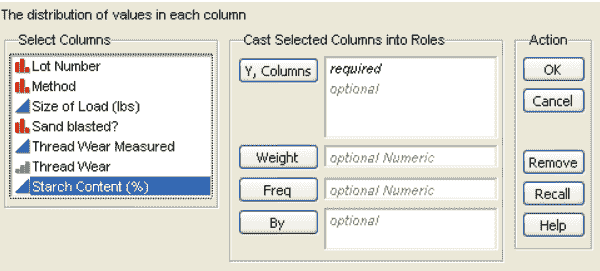 The distribution of values in each column
Select Columns
Lot Number
Method
Size of Load (lbs)
Sand blasted?
Thread Wear Measured
Thread Wear
Starch Content (%)
Cast Selected Columns into Roles
Y, Columns
required
optional
Weight
optional Numeric
Freq
optional Numeric
By
optional
Action
OK
Cancel
Remove
Recall
Help